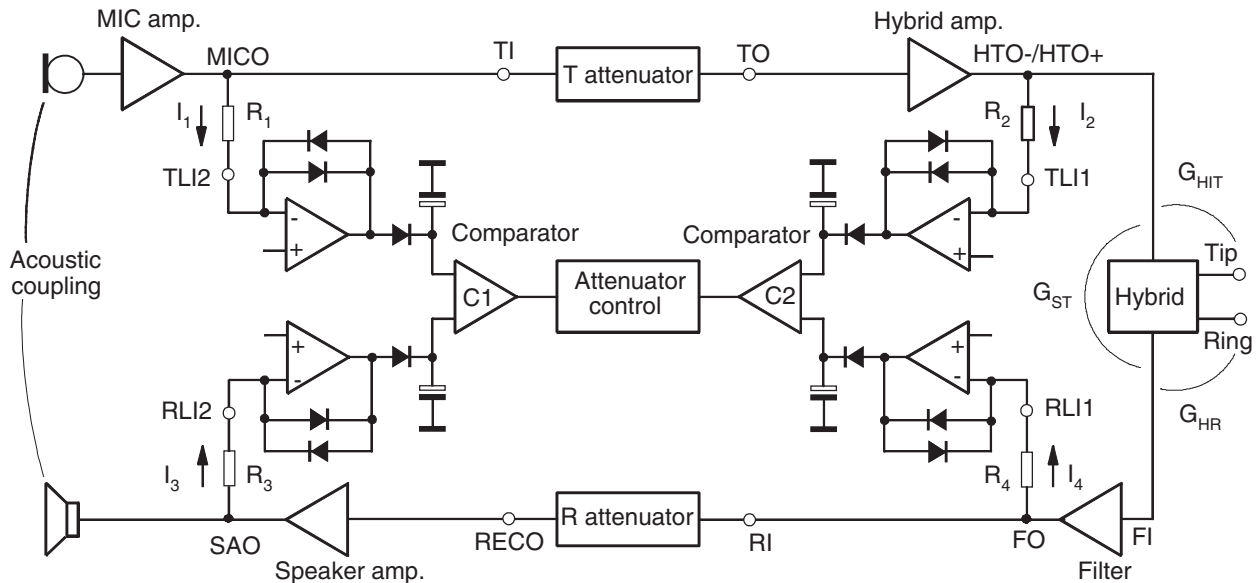 MIC amp.
Hybrid amp.
MICO
TI
T attenuator
TO
HTO-/HTO+
I1
R1
R2
I2
TLI2
TLI1
GHIT
-
+
-
+
Comparator
Comparator
Acoustic
coupling
C1
Attenuator
control
C2
GST
Hybrid
Tip
Ring
+
-
+
-
RLI2
RLI1
GHR
I3
R3
R4
I4
SAO
Speaker amp.
RECO
R attenuator
RI
FO
FI
Filter